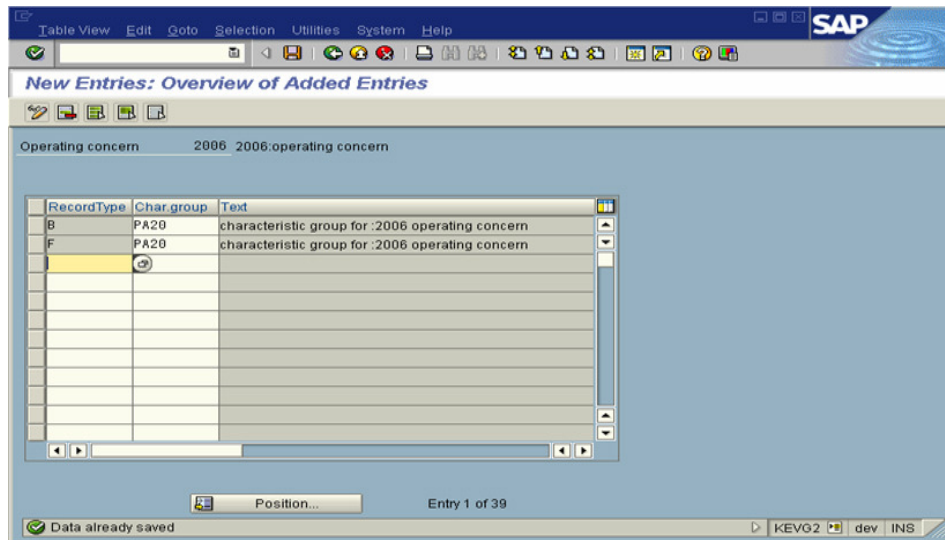 Table View Edit Goto Selection Utilities System Help
SAP
New Entries: Overview of Added Entries
Operating concern 2006 2006:operating concern
RecordType Char.group Text
B PA20 characteristic group for :2006 operating concern
F PA20 characteristic group for :2006 operating concern
Position... Entry 1 of 39
Data already saved KEVG2 dev INS